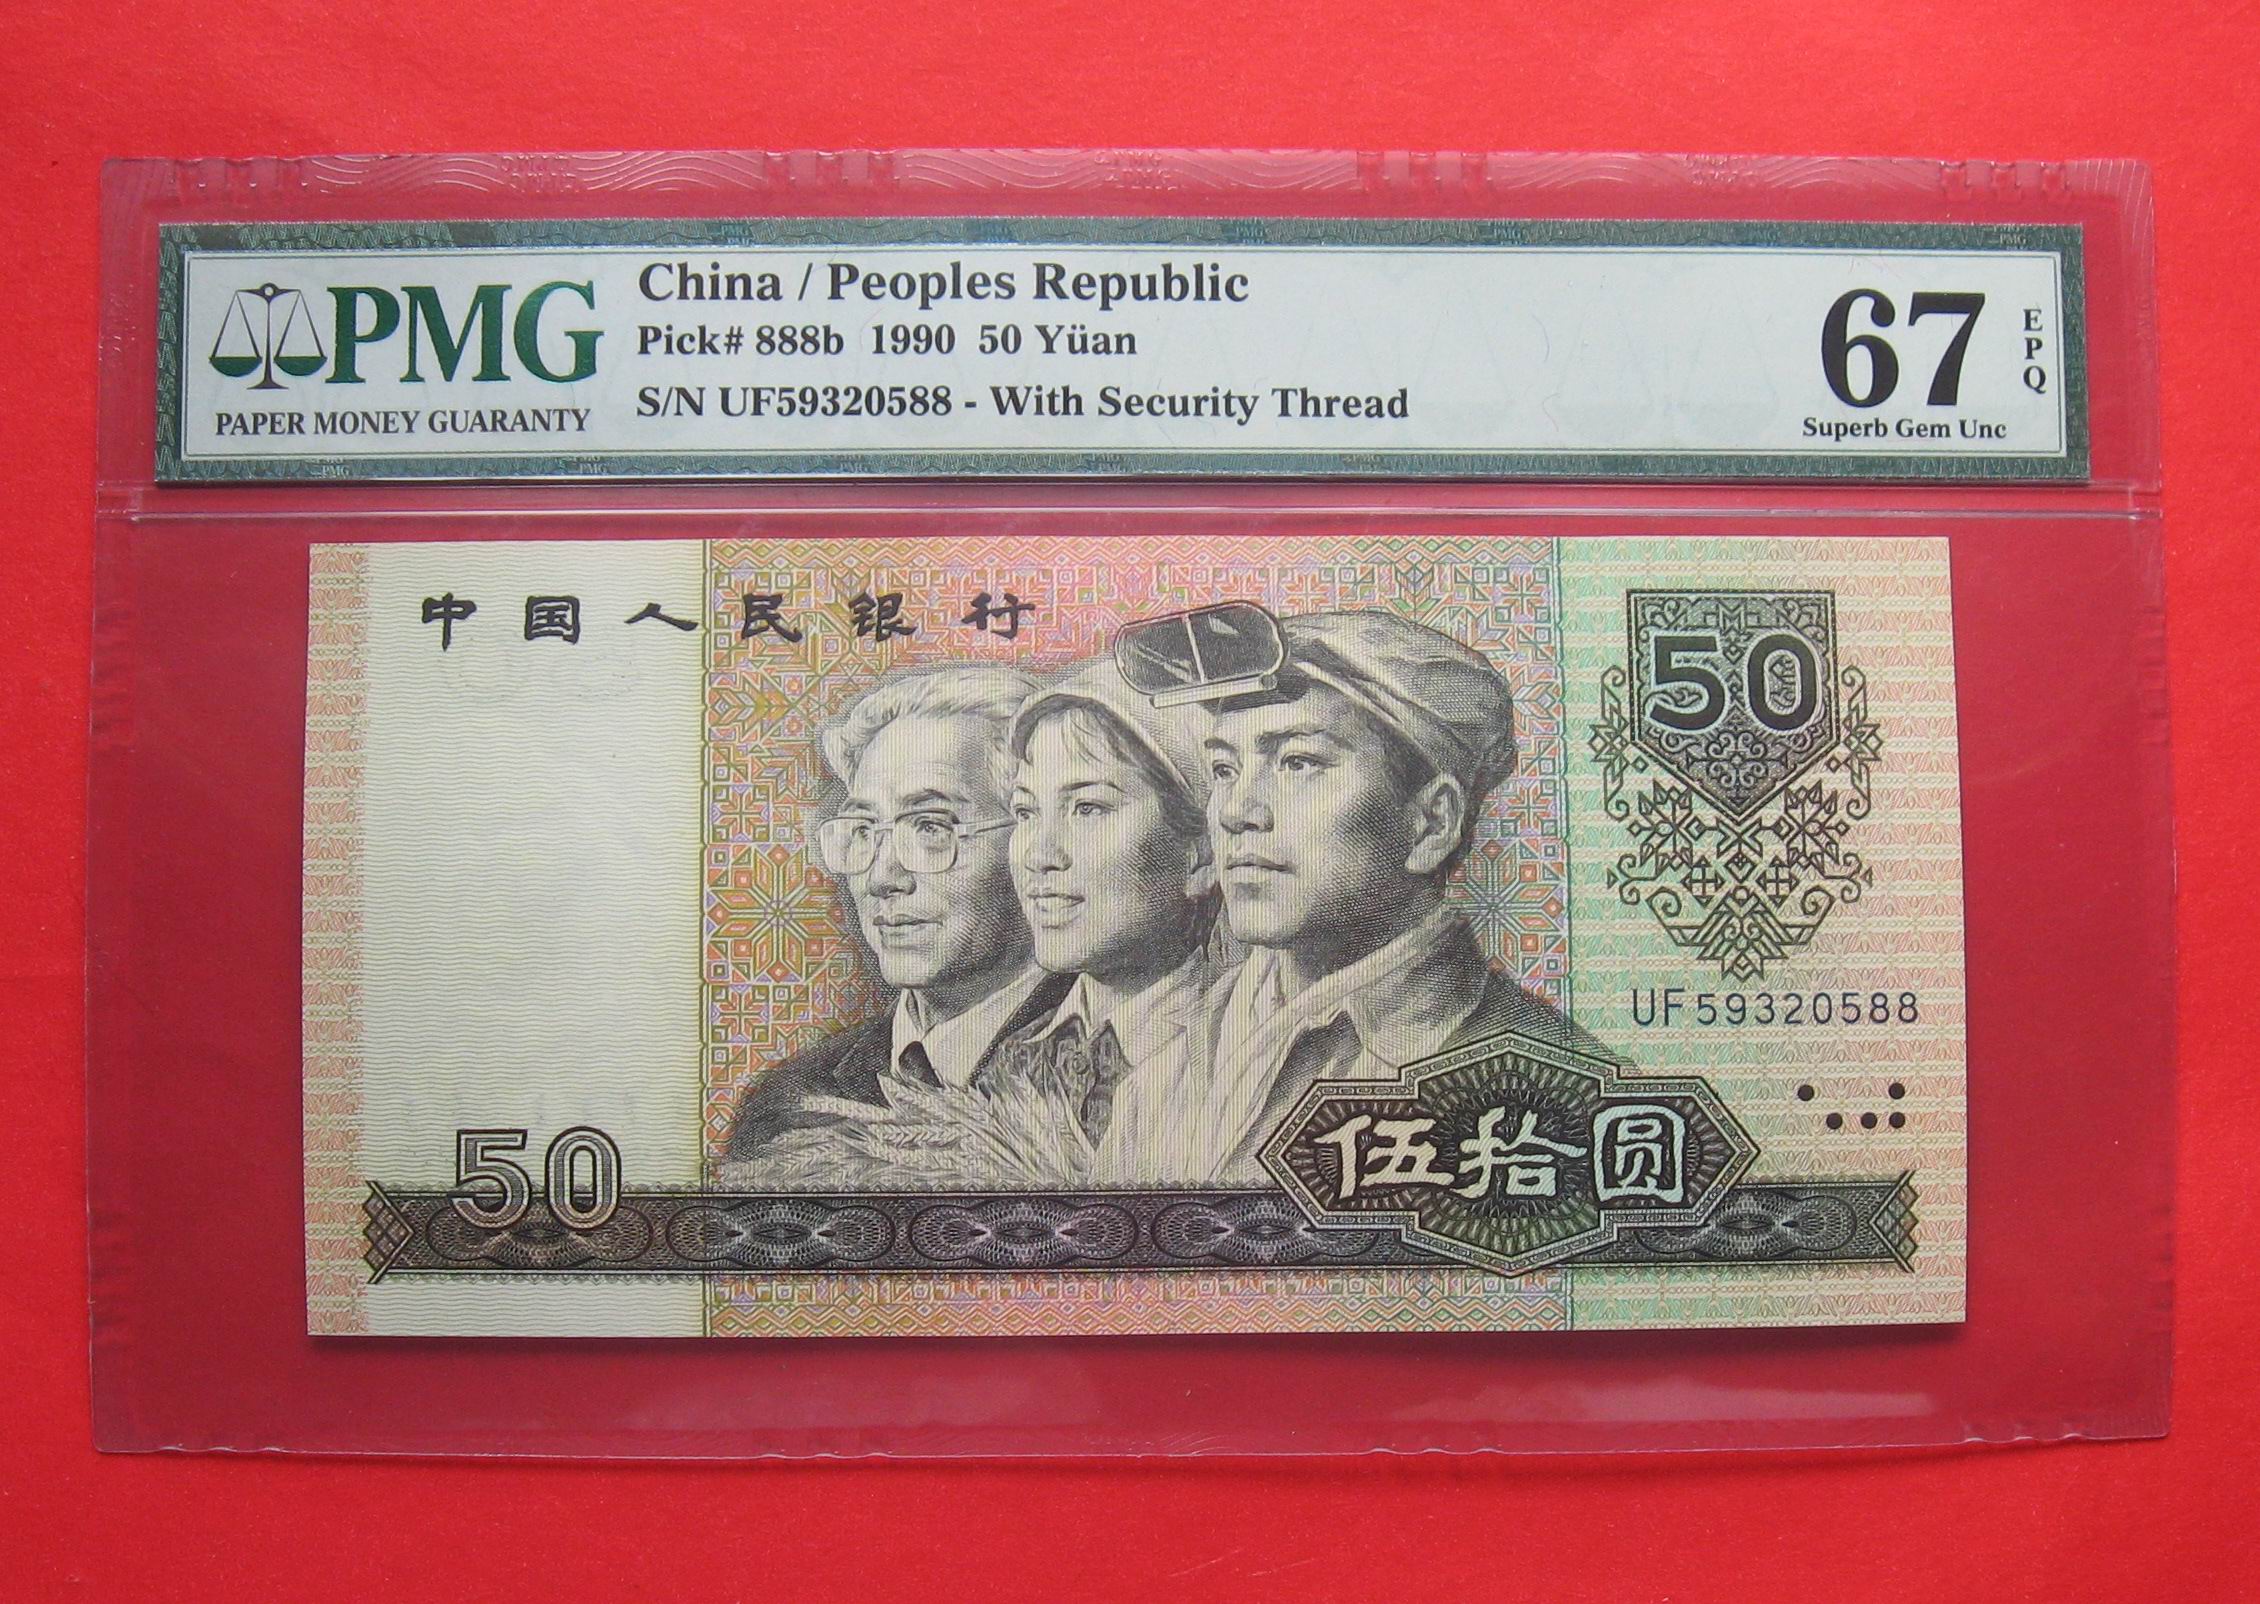 PMG
PAPER MONEY GUARANTY
China / Peoples Republic
Pick# 888b 1990 50 Yüan
S/N UF59320588 - With Security Thread
67
EPQ
Superb Gem Unc
中国人民银行
50
UF59320588
50
伍拾圆